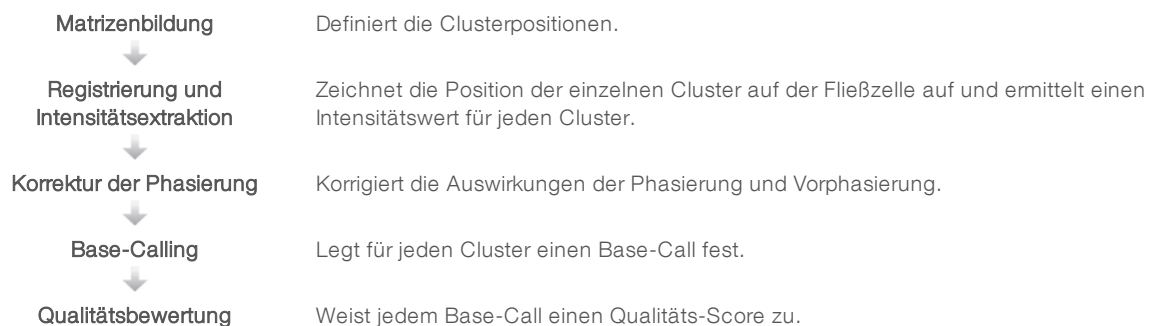 Matrizenbildung Definiert die Clusterpositionen.
Registrierung und Zeichnet die Position der einzelnen Cluster auf der Fließzelle auf und ermittelt einen
Intensitätsextraktion Intensitätswert für jeden Cluster.
Korrektur der Phasierung Korrigiert die Auswirkungen der Phasierung und Vorphasierung.
Base-Calling Legt für jeden Cluster einen Base-Call fest.
Qualitätsbewertung Weist jedem Base-Call einen Qualitäts-Score zu.